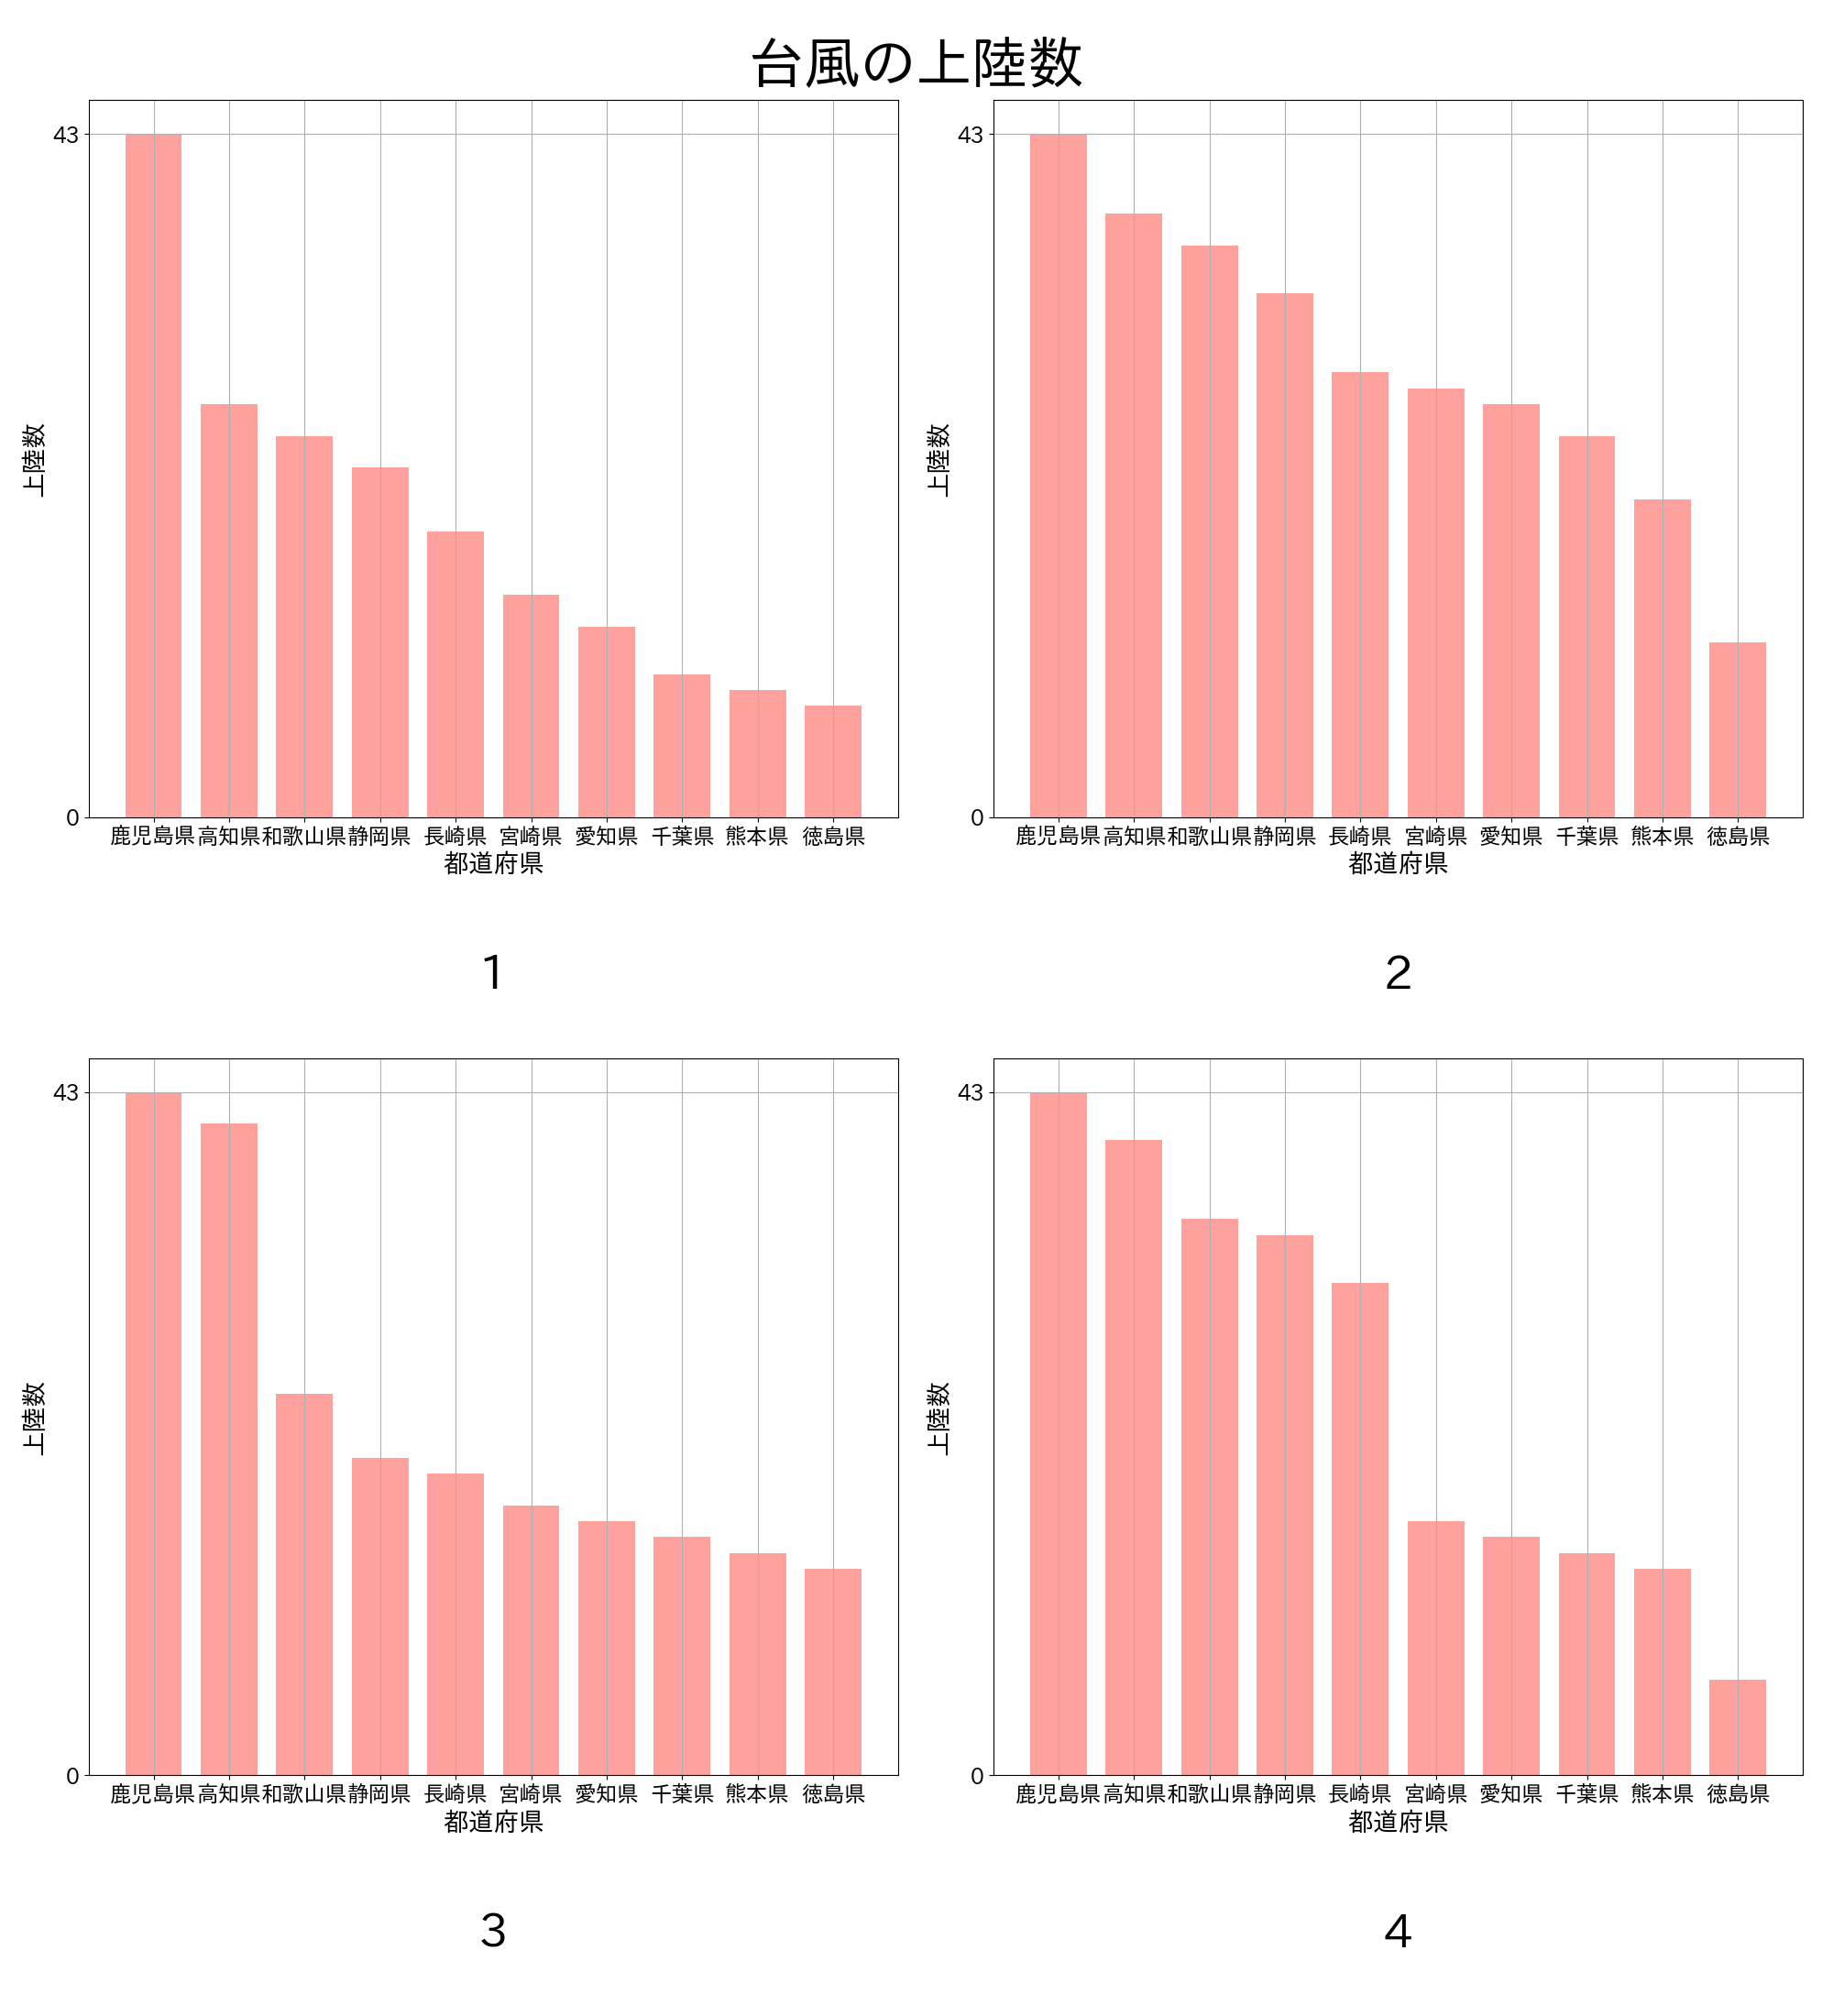 台風の上陸数
43
0
上陸数
鹿児島県 高知県 和歌山県 静岡県 長崎県 宮崎県 愛知県 千葉県 熊本県 徳島県
都道府県
1
43
0
上陸数
鹿児島県 高知県 和歌山県 静岡県 長崎県 宮崎県 愛知県 千葉県 熊本県 徳島県
都道府県
2
43
0
上陸数
鹿児島県 高知県 和歌山県 静岡県 長崎県 宮崎県 愛知県 千葉県 熊本県 徳島県
都道府県
3
43
0
上陸数
鹿児島県 高知県 和歌山県 静岡県 長崎県 宮崎県 愛知県 千葉県 熊本県 徳島県
都道府県
4